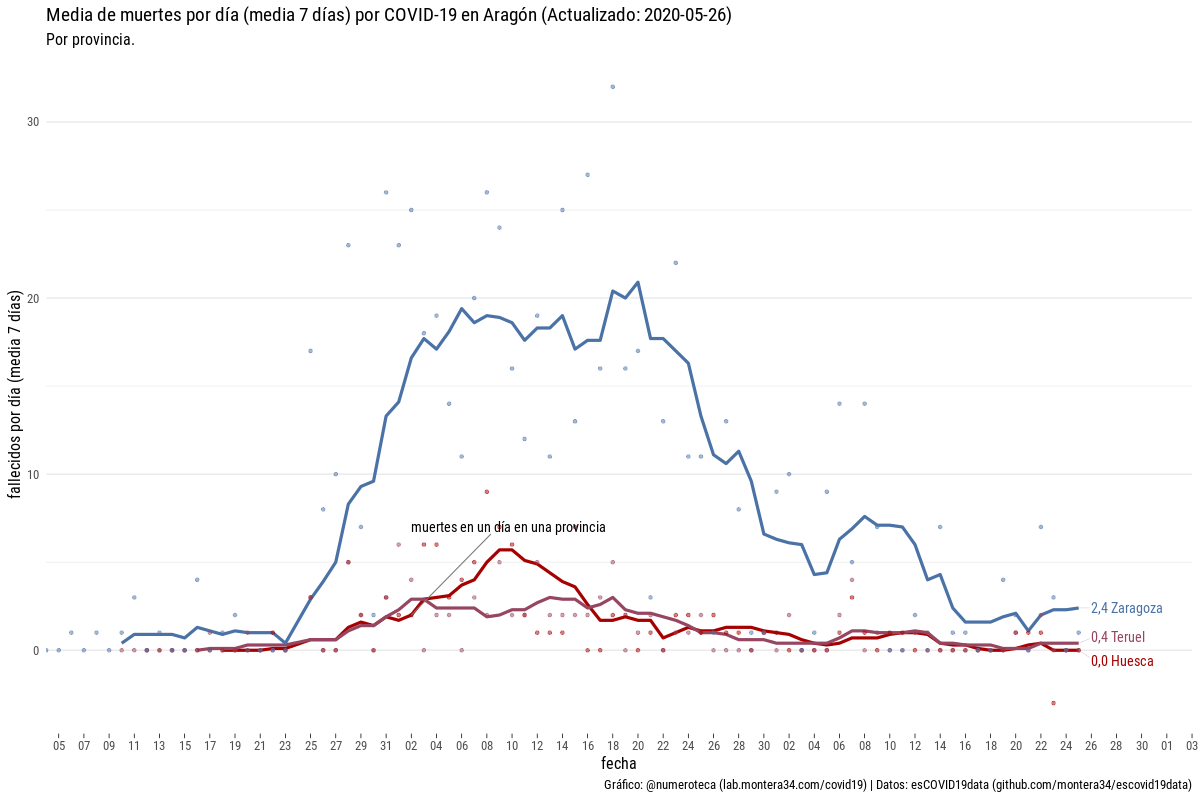 Media de muertes por día (media 7 días) por COVID-19 en Aragón (Actualizado: 2020-05-26)
Por provincia.
fallecidos por día (media 7 días)
30
20
10
0
muertes en un día en una provincia
2,4 Zaragoza
0,4 Teruel
0,0 Huesca
05 07 09 11 13 15 17 19 21 23 25 27 29 31 02 04 06 08 10 12 14 16 18 20 22 24 26 28 30 02 04 06 08 10 12 14 16 18 20 22 24 26 28 30 01 03
fecha
Gráfico: @numeroteca (lab.montera34.com/covid19) | Datos: esCOVID19data (github.com/montera34/escovid19data)